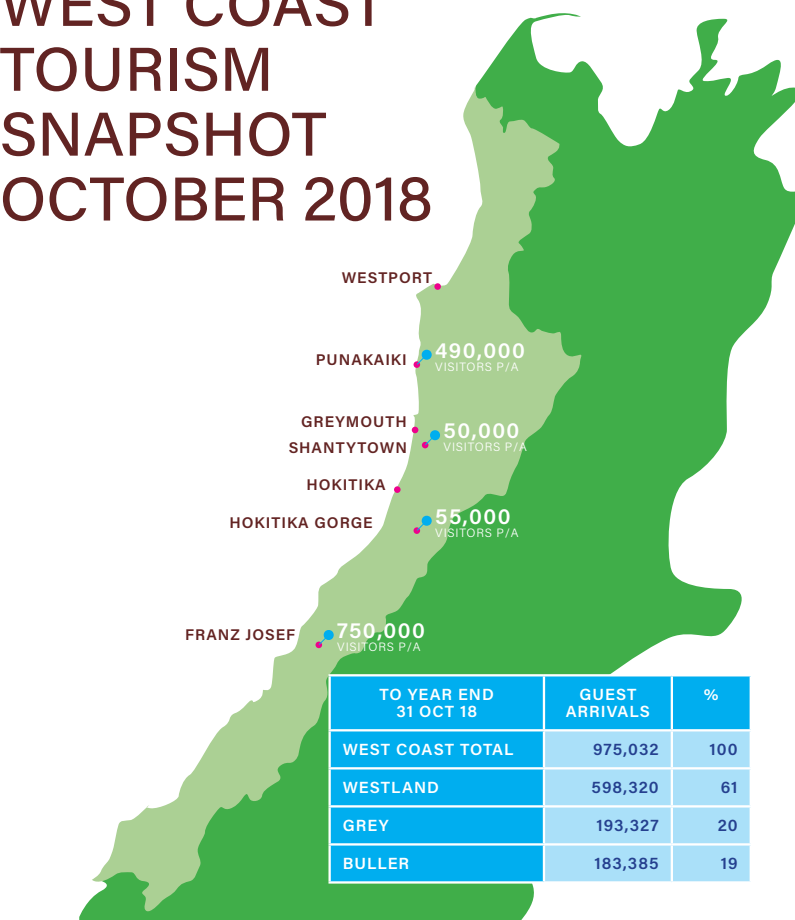 WEST COAST
TOURISM
SNAPSHOT
OCTOBER 2018
WESTPORT
PUNAKAIKI
490,000
VISITORS P/A
GREYMOUTH
SHANTYTOWN
50,000
VISITORS P/A
HOKITIKA
HOKITIKA GORGE
55,000
VISITORS P/A
FRANZ JOSEF
750,000
VISITORS P/A
TO YEAR END
31 OCT 18
GUEST
ARRIVALS
%
WEST COAST TOTAL 975,032 100
WESTLAND 598,320 61
GREY 193,327 20
BULLER 183,385 19